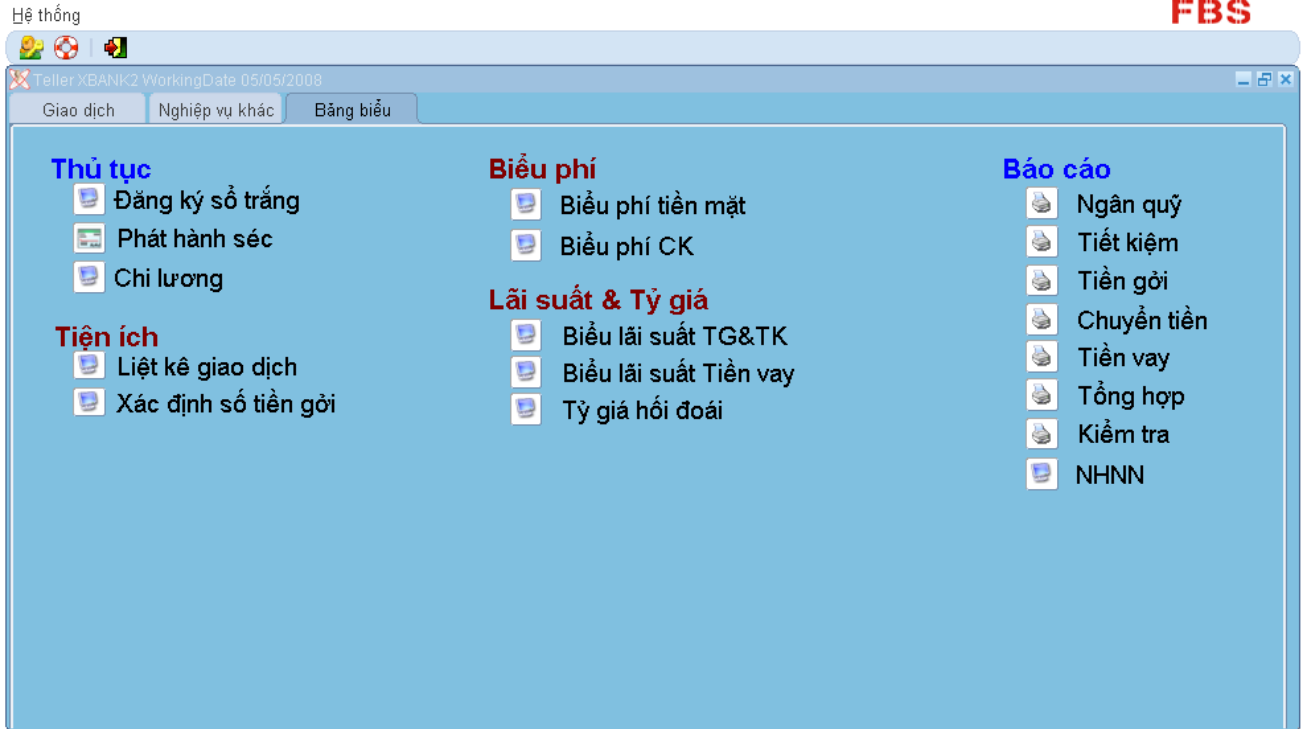 Hệ thống
FBS
Teller XBANK2 WorkingDate 05/05/2008
Giao dịch
Nghiệp vụ khác
Bảng biểu
Thủ tục
Đăng ký sổ trắng
Phát hành séc
Chi lương
Tiện ích
Liệt kê giao dịch
Xác định số tiền gởi
Biểu phí
Biểu phí tiền mặt
Biểu phí CK
Lãi suất & Tỷ giá
Biểu lãi suất TG&TK
Biểu lãi suất Tiền vay
Tỷ giá hối đoái
Báo cáo
Ngân quỹ
Tiết kiệm
Tiền gởi
Chuyển tiền
Tiền vay
Tổng hợp
Kiểm tra
NHNN